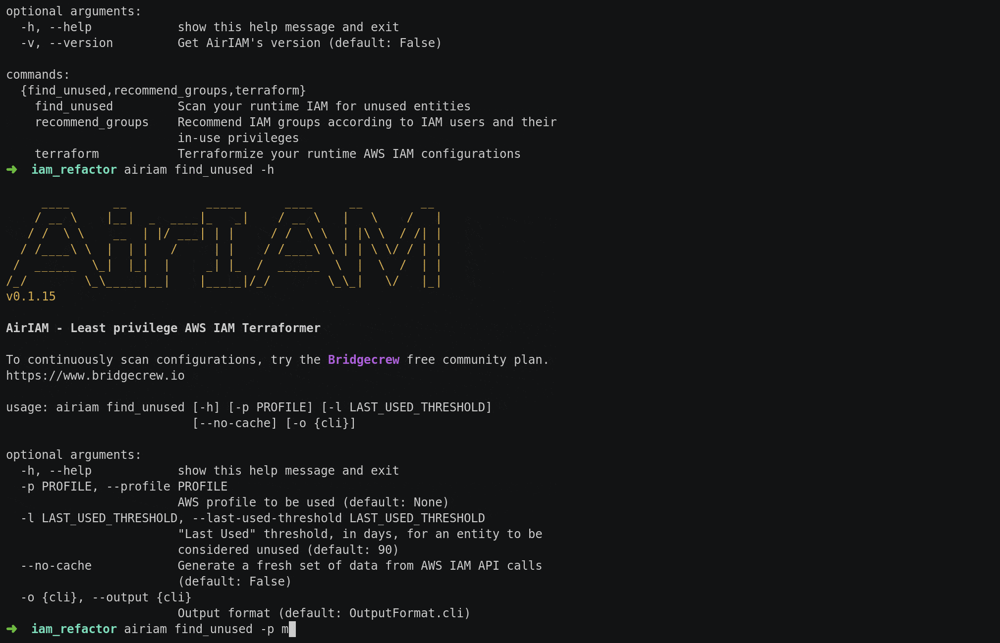 optional arguments:
  -h, --help            show this help message and exit
  -v, --version         Get AirIAM's version (default: False)

commands:
  {find_unused,recommend_groups,terraform}
    find_unused         Scan your runtime IAM for unused entities
    recommend_groups    Recommend IAM groups according to IAM users and their
                        in-use privileges
    terraform           Terraformize your runtime AWS IAM configurations
➜  iam_refactor airiam find_unused -h

AirIAM
v0.1.15

AirIAM - Least privilege AWS IAM Terraformer

To continuously scan configurations, try the Bridgecrew free community plan.
https://www.bridgecrew.io

usage: airiam find_unused [-h] [-p PROFILE] [-l LAST_USED_THRESHOLD]
                          [--no-cache] [-o {cli}]

optional arguments:
  -h, --help            show this help message and exit
  -p PROFILE, --profile PROFILE
                        AWS profile to be used (default: None)
  -l LAST_USED_THRESHOLD, --last-used-threshold LAST_USED_THRESHOLD
                        "Last Used" threshold, in days, for an entity to be
                        considered unused (default: 90)
  --no-cache            Generate a fresh set of data from AWS IAM API calls
                        (default: False)
  -o {cli}, --output {cli}
                        Output format (default: OutputFormat.cli)
➜  iam_refactor airiam find_unused -p m